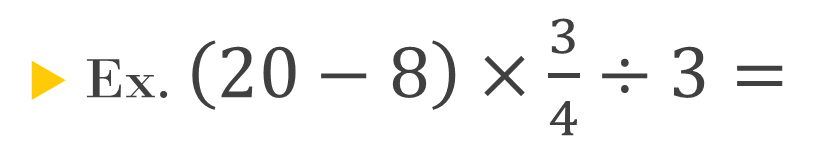 Ex. (20 − 8) × 3/4 ÷ 3 =